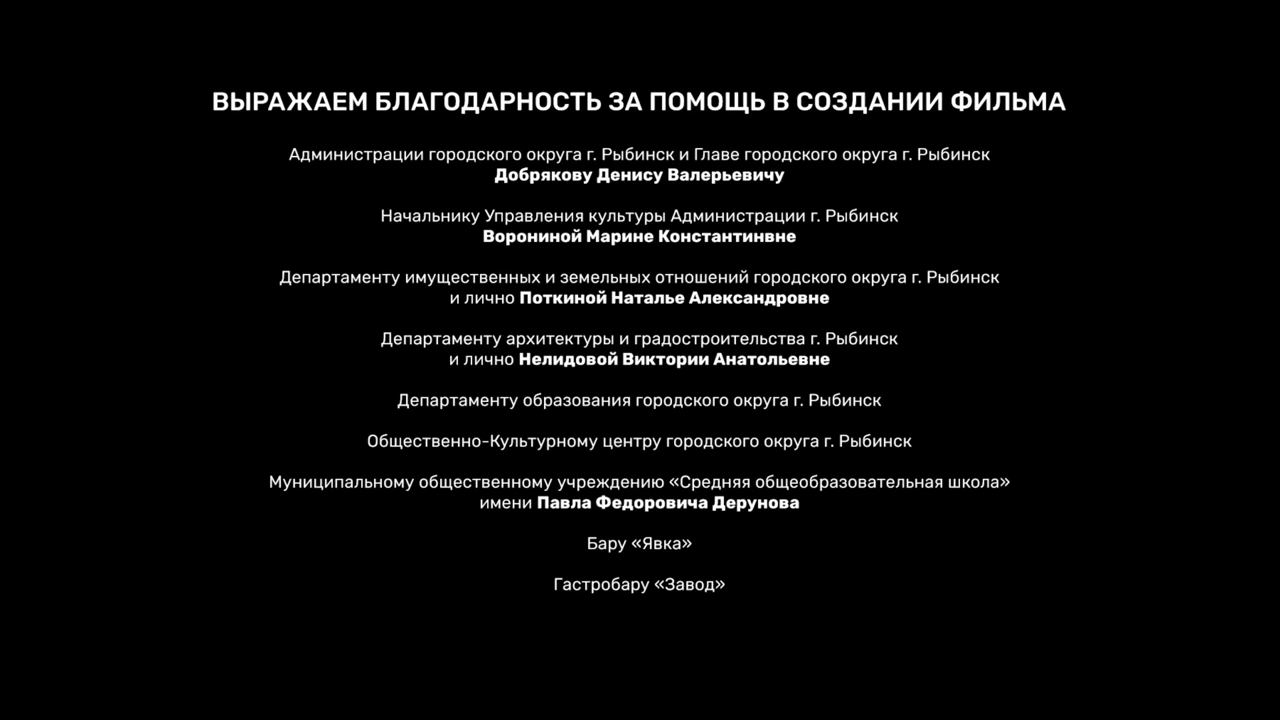 ВЫРАЖАЕМ БЛАГОДАРНОСТЬ ЗА ПОМОЩЬ В СОЗДАНИИ ФИЛЬМА
Администрации городского округа г. Рыбинск и Главе городского округа г. Рыбинск
Добрякову Денису Валерьевичу
Начальнику Управления культуры Администрации г. Рыбинск
Ворониной Марине Константинвне
Департаменту имущественных и земельных отношений городского округа г. Рыбинск
и лично Поткиной Наталье Александровне
Департаменту архитектуры и градостроительства г. Рыбинск
и лично Нелидовой Виктории Анатольевне
Департаменту образования городского округа г. Рыбинск
Общественно-Культурному центру городского округа г. Рыбинск
Муниципальному общественному учреждению «Средняя общеобразовательная школа»
имени Павла Федоровича Дерунова
Бару «Явка»
Гастробару «Завод»